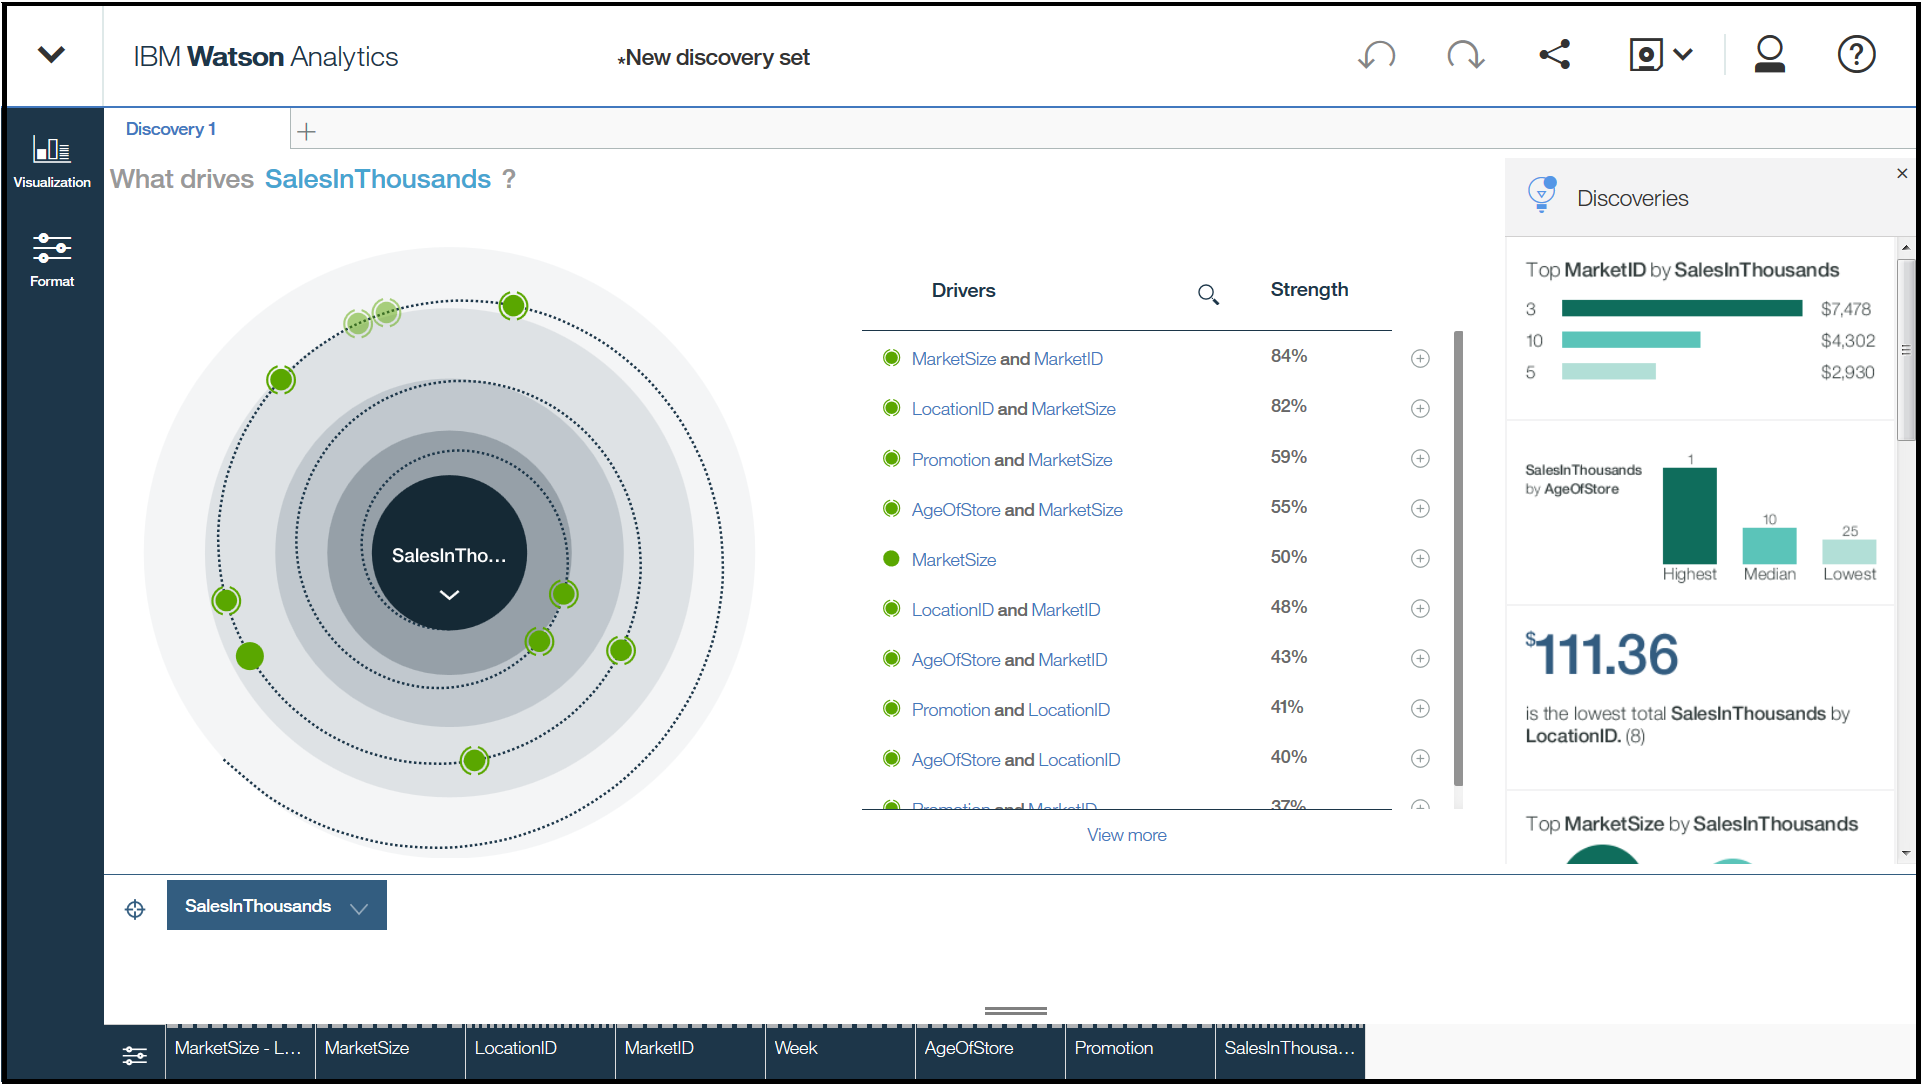 IBM Watson Analytics
*New discovery set
?
Visualization
Format
Discovery 1
What drives SalesInThousands ?
SalesInTho...
Drivers
Strength
MarketSize and MarketID 84%
LocationID and MarketSize 82%
Promotion and MarketSize 59%
AgeOfStore and MarketSize 55%
MarketSize 50%
LocationID and MarketID 48%
AgeOfStore and MarketID 43%
Promotion and LocationID 41%
AgeOfStore and LocationID 40%
Promotion and MarketID 37%
View more
Discoveries
Top MarketID by SalesInThousands
3 $7,478
10 $4,302
5 $2,930
SalesInThousands
by AgeOfStore
1
10
25
Highest Median Lowest
$111.36
is the lowest total SalesInThousands by
LocationID. (8)
Top MarketSize by SalesInThousands
SalesInThousands
MarketSize - L...
MarketSize
LocationID
MarketID
Week
AgeOfStore
Promotion
SalesInThousa...